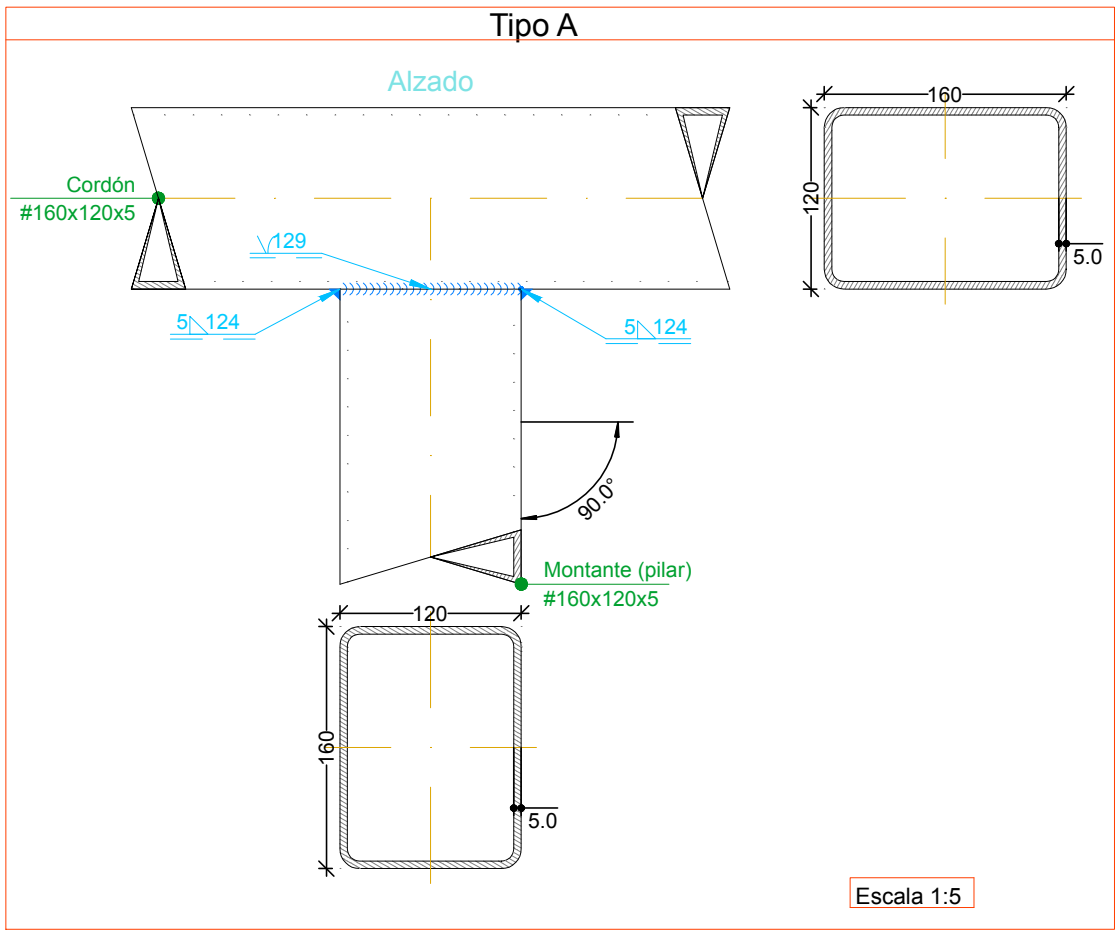 Tipo A
Alzado
160
Cordón
#160x120x5
120
129
5.0
5 124
5 124
90.0°
Montante (pilar)
#160x120x5
120
160
5.0
Escala 1:5